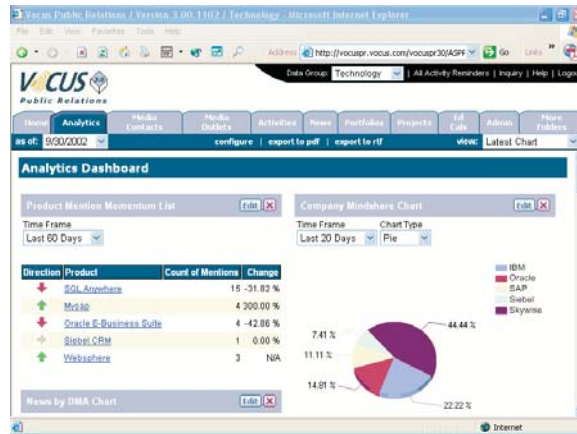 Vocus Public Relations / Version 3.00.1102 / Technology - Microsoft Internet Explorer
File Edit View Favorites Tools Help
Address http://vocuspr.vocus.com/vocuspr30/ASPF Go Links »
VOCUS
Public Relations
Data Group: Technology | All Activity Reminders | Inquiry | Help | Logo
Home Analytics Media Contacts Media Outlets Activities News Portfolios Projects Ed Cals Admin More Folders
as of: 9/30/2002 configure | export to pdf | export to rtf view: Latest Chart
Analytics Dashboard
Product Mention Momentum List Edit X
Company Mindshare Chart Edit X
Time Frame
Last 60 Days
Time Frame Chart Type
Last 20 Days Pie
Direction Product Count of Mentions Change
SQL Anywhere 15 -31.82 %
Mysap 4 300.00 %
Oracle E-Business Suite 4 -42.86 %
Siebel CRM 1 0.00 %
Websphere 3 N/A
IBM
Oracle
SAP
Siebel
Skywise
44.44 %
7.41 %
11.11 %
14.81 %
22.22 %
News by DMA Chart Edit X
Internet